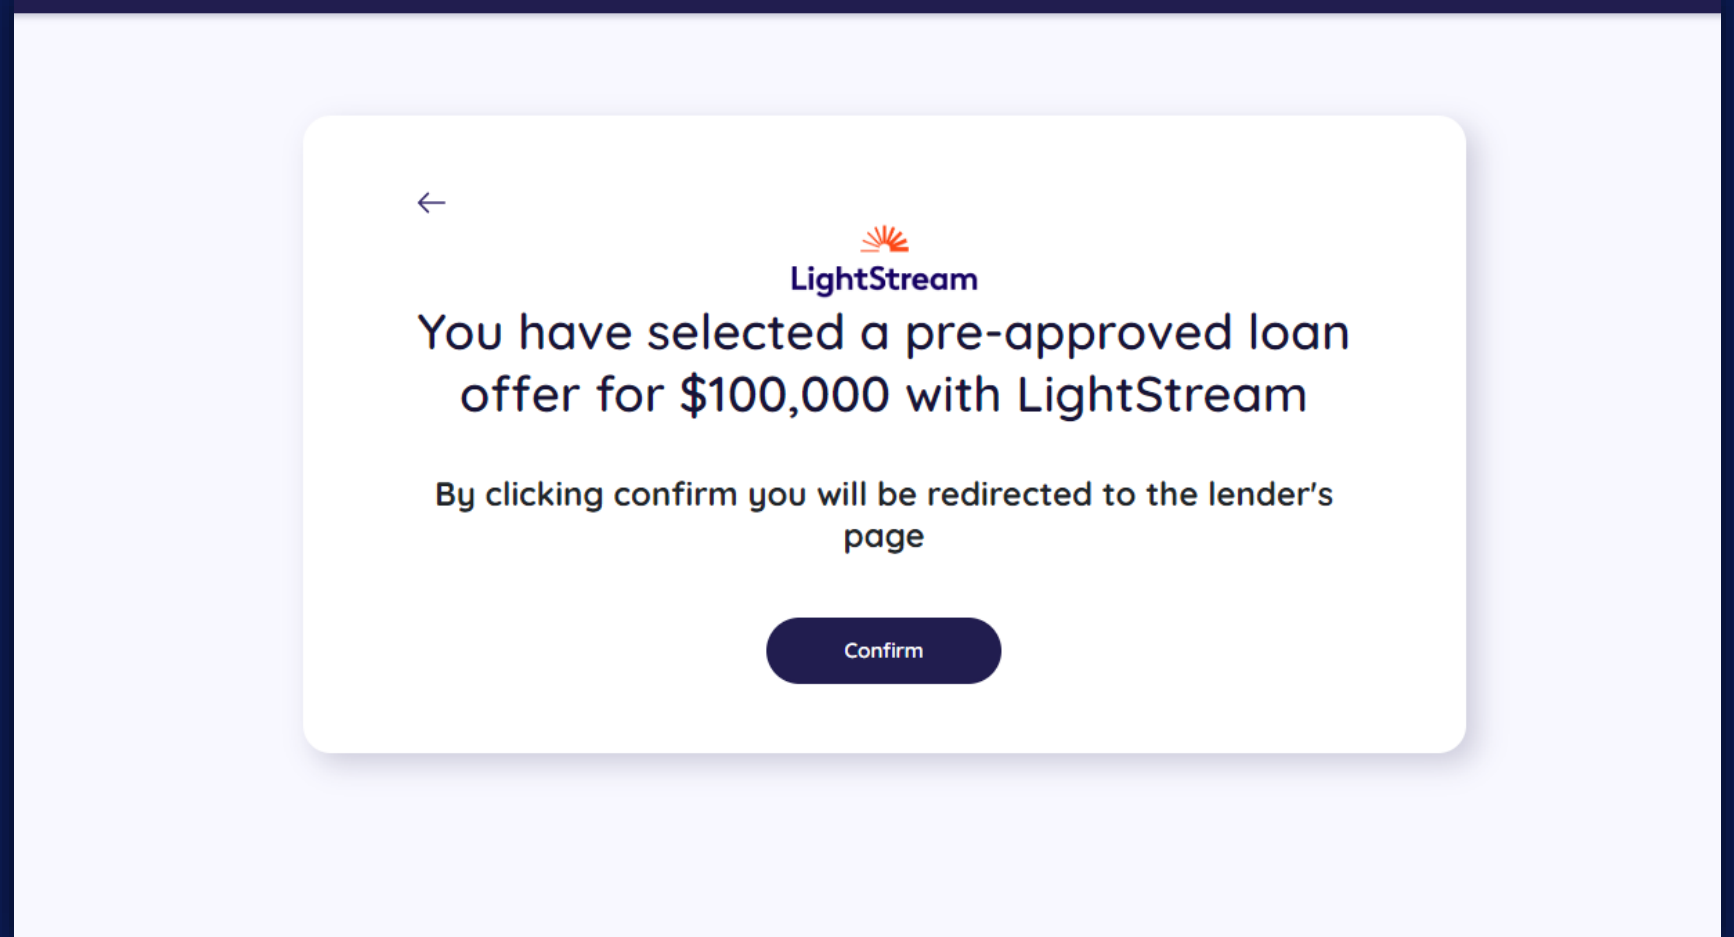 LightStream
You have selected a pre-approved loan
offer for $100,000 with LightStream
By clicking confirm you will be redirected to the lender's
page
Confirm